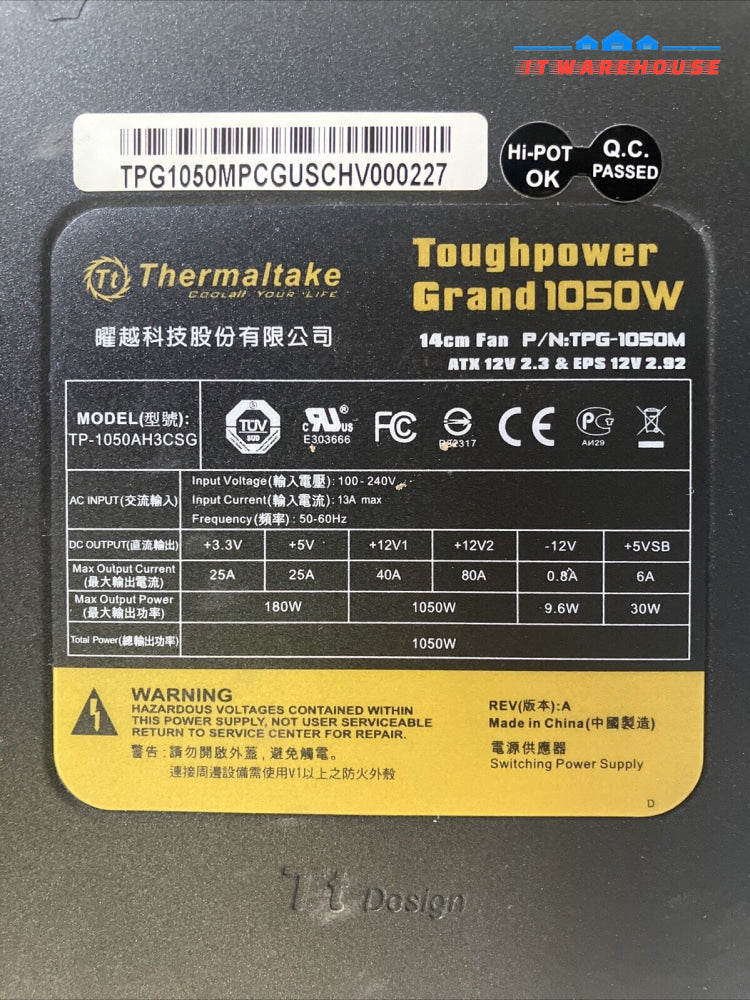 IT WAREHOUSE
TPG1050MPCGUSCHV000227
Hi-POT OK
Q.C. PASSED
Tt Thermaltake
COOLall YOUR LIFE
Toughpower
Grand 1050W
曜越科技股份有限公司
14cm Fan P/N:TPG-1050M
ATX 12V 2.3 & EPS 12V 2.92
MODEL(型號):
TP-1050AH3CSG
TÜV SUD
c RU® US
E303666
FC
CE
PC
АИ29
AC INPUT(交流輸入)
Input Voltage(輸入電壓): 100-240V
Input Current(輸入電流): 13A max
Frequency(頻率): 50-60Hz
DC OUTPUT(直流輸出) +3.3V +5V +12V1 +12V2 -12V +5VSB
Max Output Current (最大輸出電流) 25A 25A 40A 80A 0.8A 6A
Max Output Power (最大輸出功率) 180W 1050W 9.6W 30W
Total Power(總輸出功率) 1050W
WARNING
HAZARDOUS VOLTAGES CONTAINED WITHIN
THIS POWER SUPPLY, NOT USER SERVICEABLE
RETURN TO SERVICE CENTER FOR REPAIR.
警告:請勿開啟外蓋,避免觸電。
連接周邊設備需使用V1以上之防火外殼
REV(版本):A
Made in China(中國製造)
電源供應器
Switching Power Supply
D
Tt Design